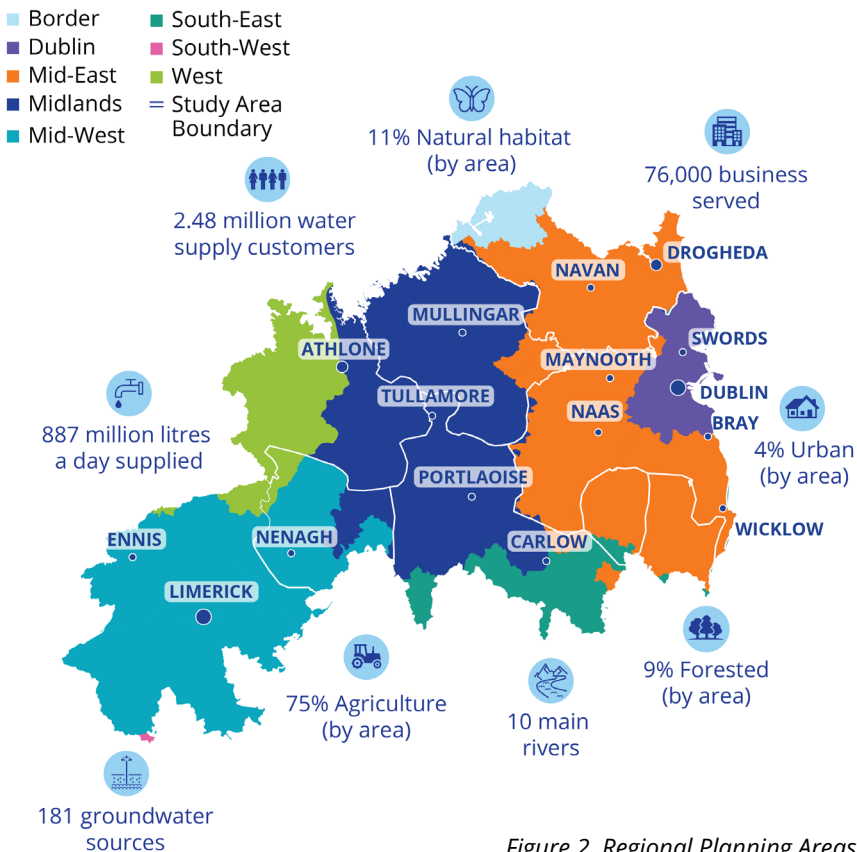 Border
Dublin
Mid-East
Midlands
Mid-West
South-East
South-West
West
Study Area
Boundary
11% Natural habitat
(by area)
76,000 business
served
2.48 million water
supply customers
DROGHEDA
NAVAN
MULLINGAR
SWORDS
ATHLONE
MAYNOOTH
TULLAMORE
DUBLIN
NAAS
BRAY
887 million litres
a day supplied
4% Urban
(by area)
PORTLAOISE
WICKLOW
ENNIS
NENAGH
CARLOW
LIMERICK
9% Forested
(by area)
75% Agriculture
(by area)
10 main
rivers
181 groundwater
sources
Figure 2. Regional Planning Areas